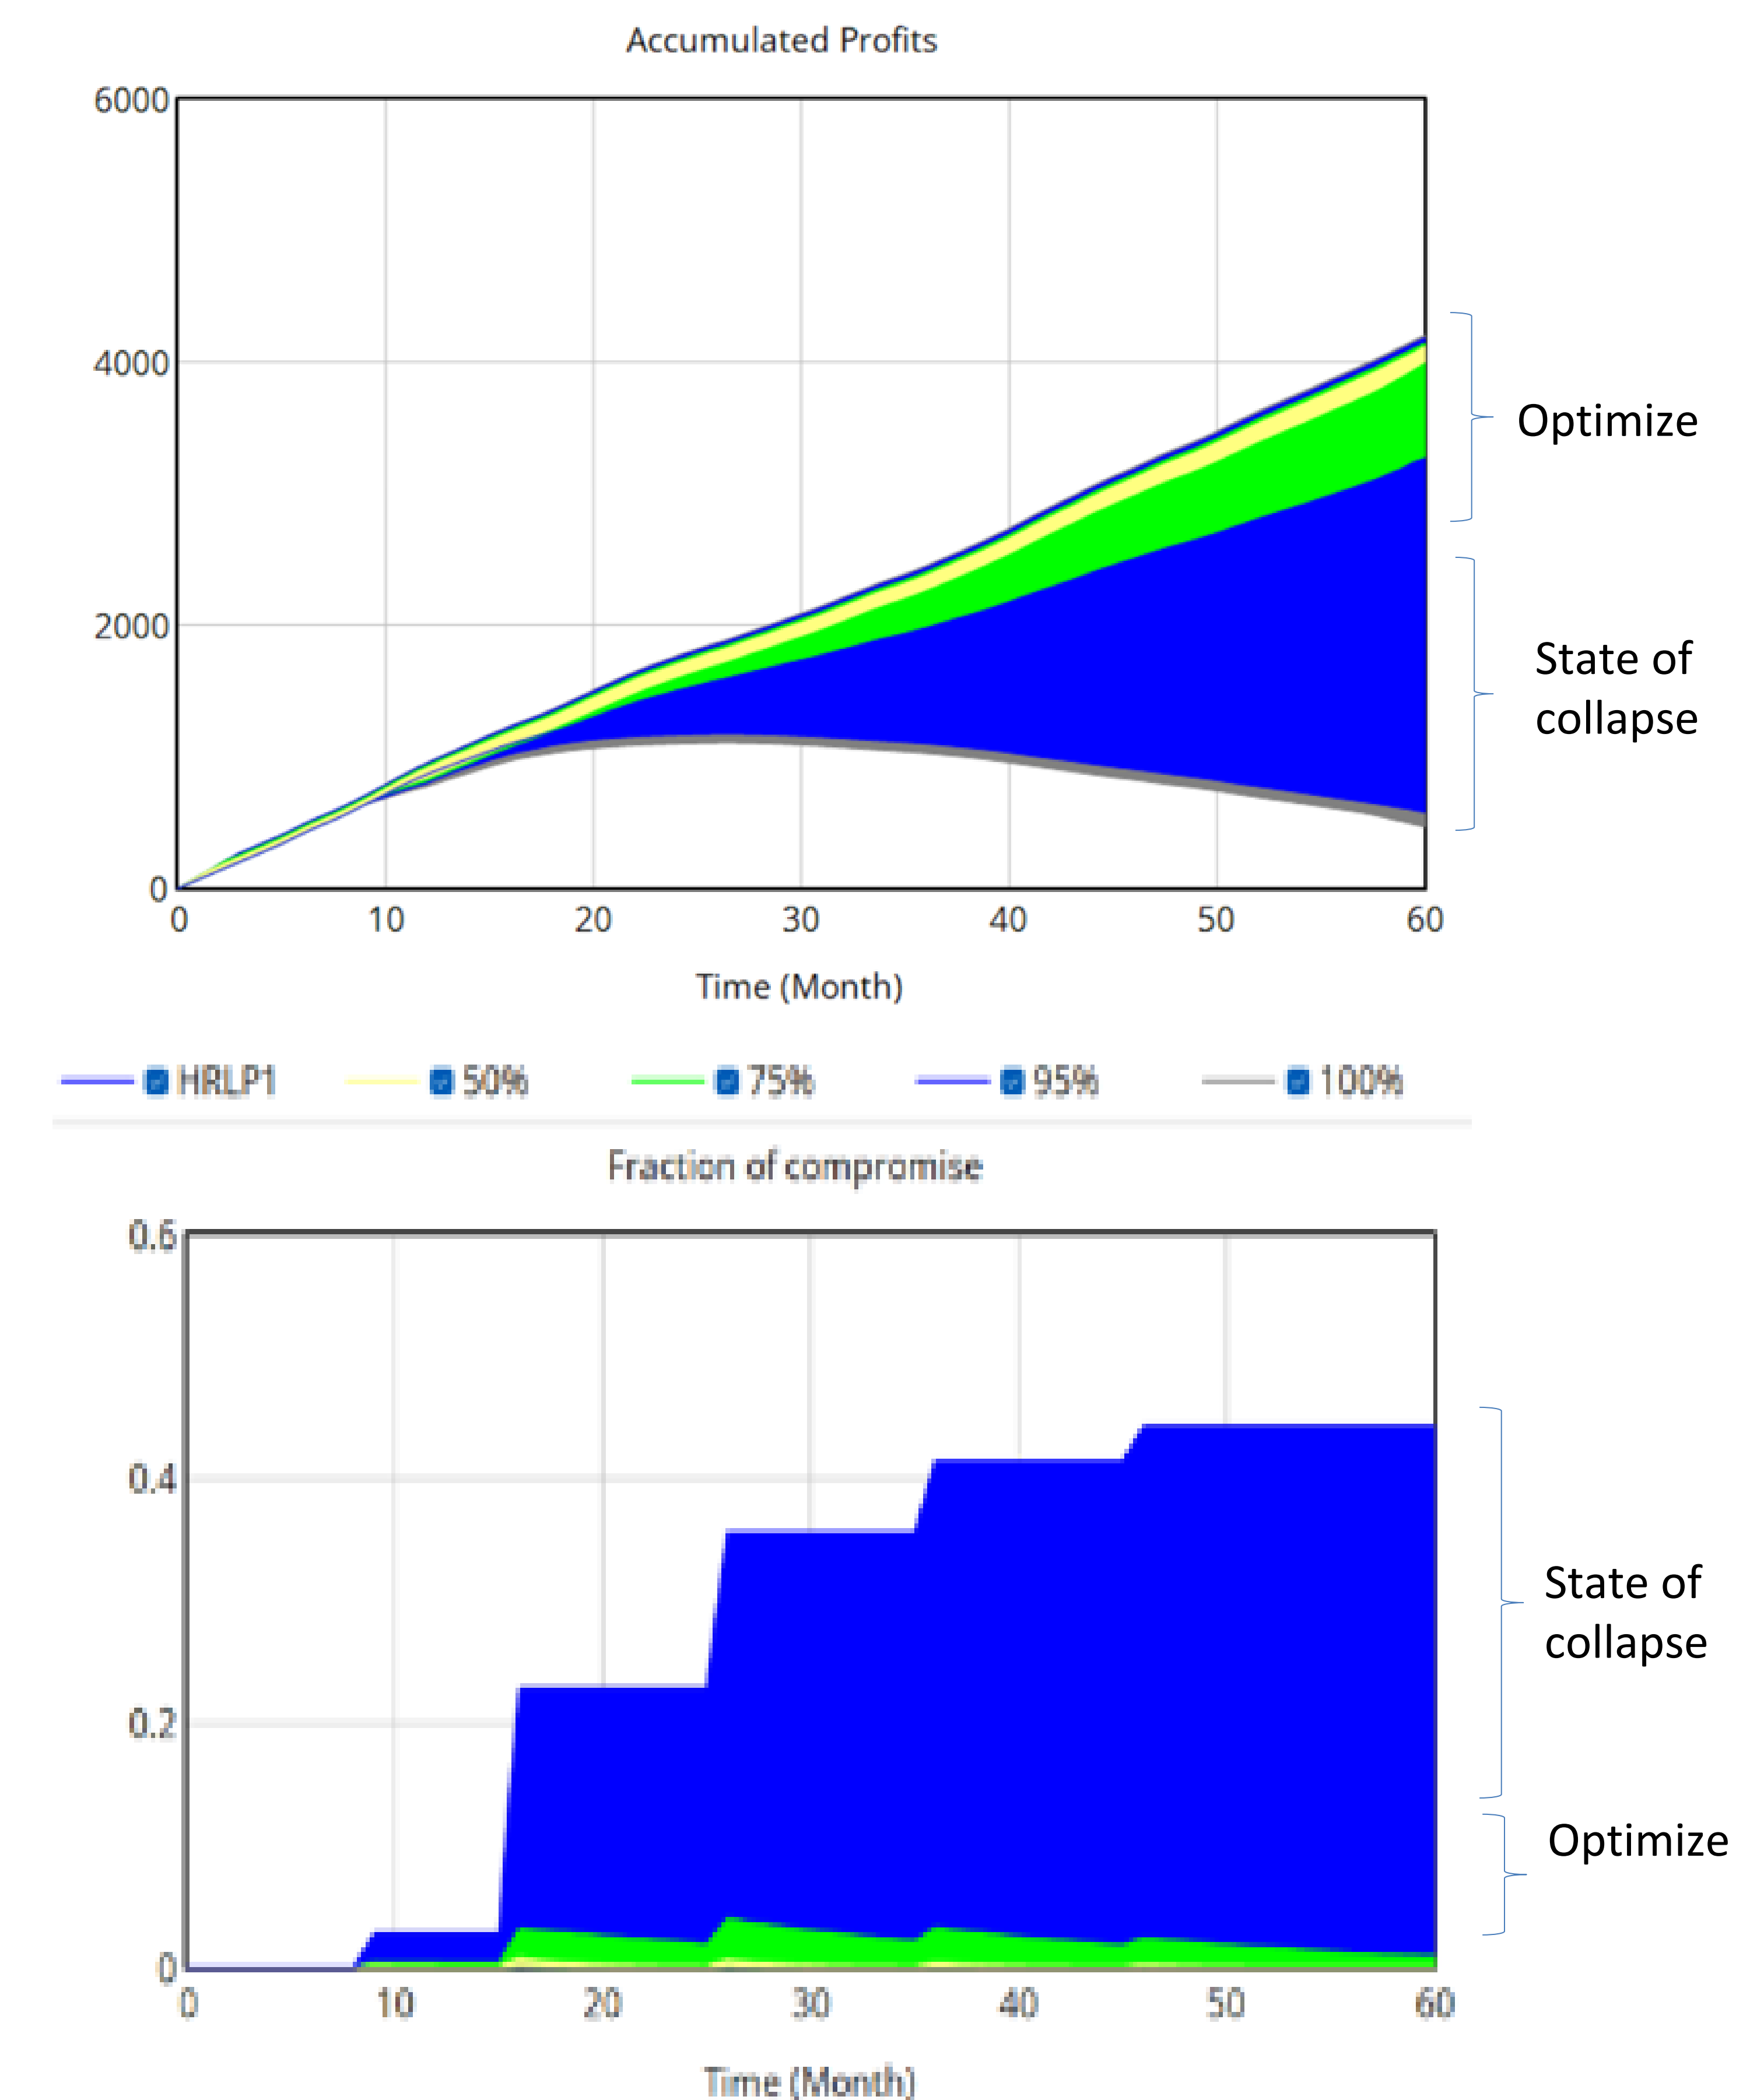 Accumulated Profits
6000
4000
2000
0
0 10 20 30 40 50 60
Optimize
State of
collapse
Time (Month)
HRLP1 50% 75% 95% 100%
Fraction of compromise
0.6
0.4
0.2
0
0 10 20 30 40 50 60
State of
collapse
Optimize
Time (Month)